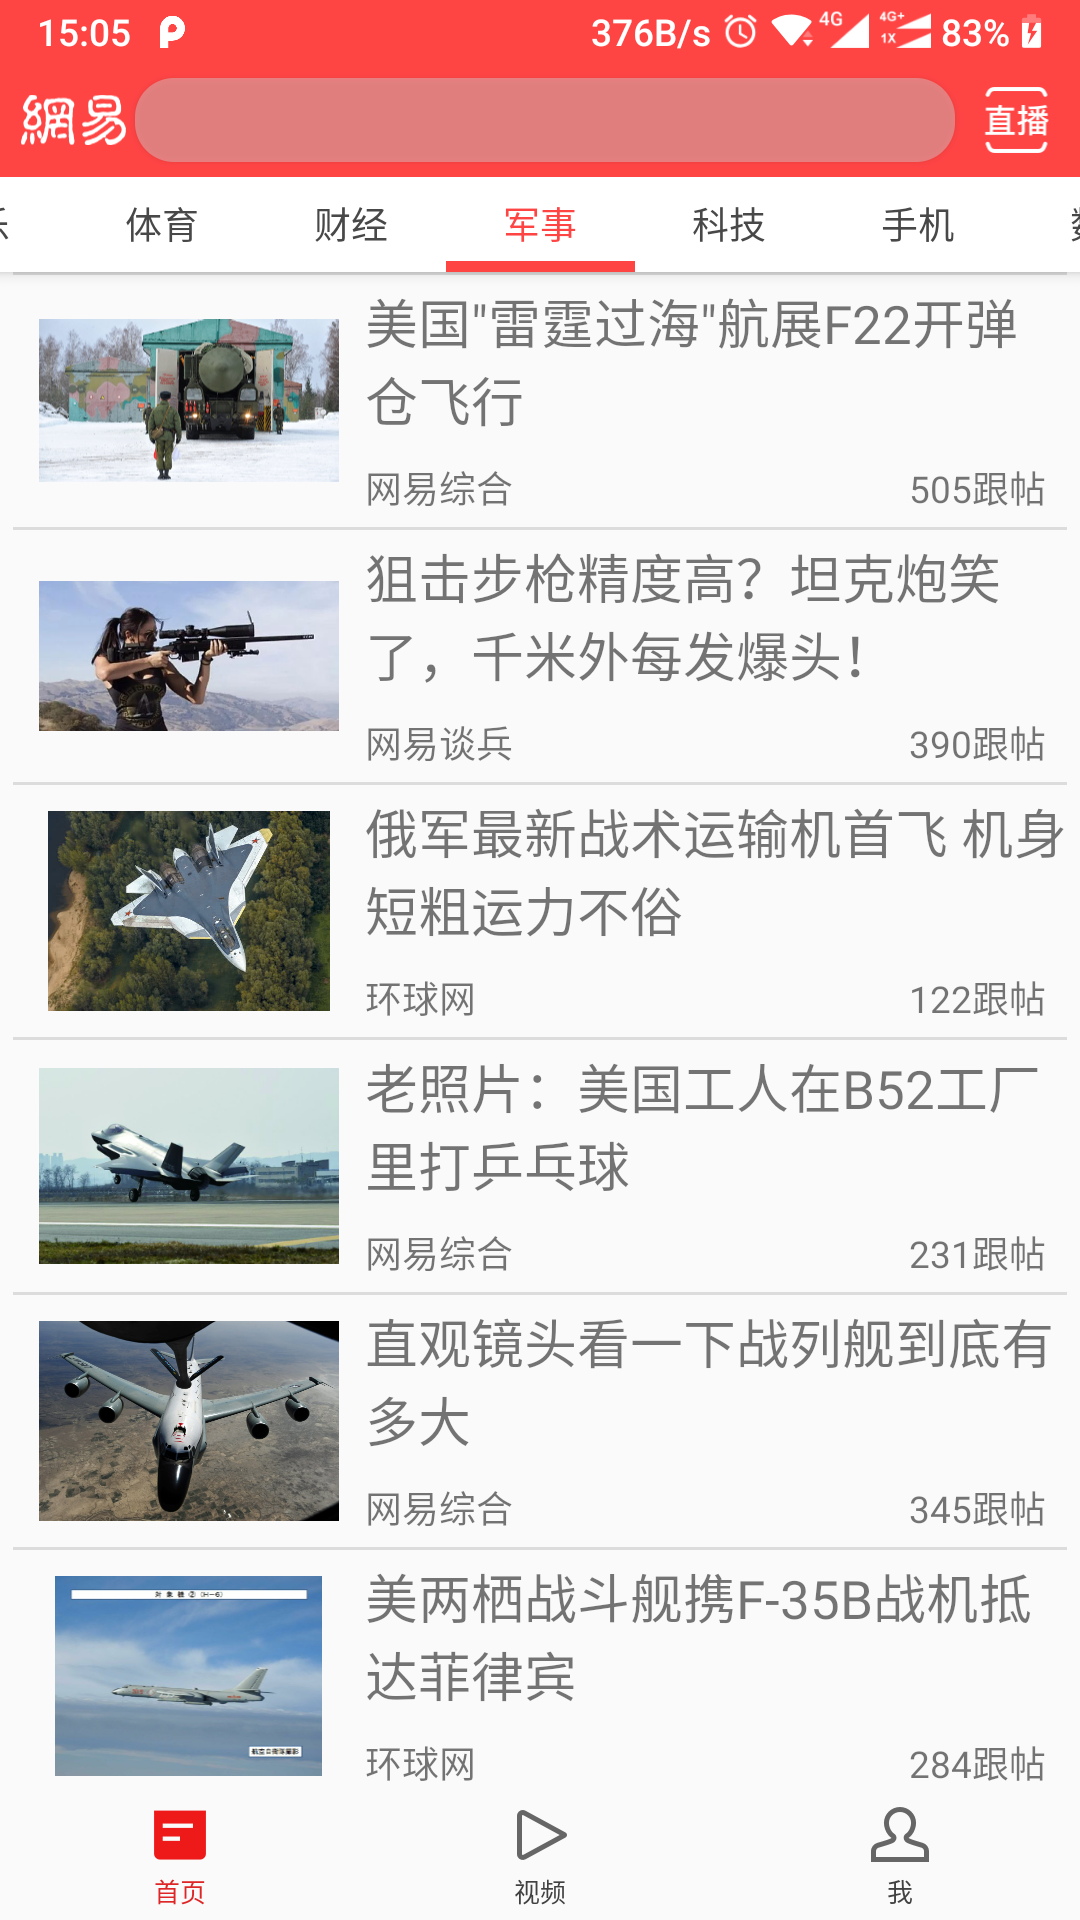 15:05
376B/s
4G
4G+
1X
83%
網易
直播
体育
财经
军事
科技
手机
美国"雷霆过海"航展F22开弹
仓飞行
网易综合
505跟帖
狙击步枪精度高？坦克炮笑
了，千米外每发爆头！
网易谈兵
390跟帖
俄军最新战术运输机首飞 机身
短粗运力不俗
环球网
122跟帖
老照片：美国工人在B52工厂
里打乒乓球
网易综合
231跟帖
直观镜头看一下战列舰到底有
多大
网易综合
345跟帖
对象機②(H-6)
美两栖战斗舰携F-35B战机抵
达菲律宾
环球网
284跟帖
首页
视频
我